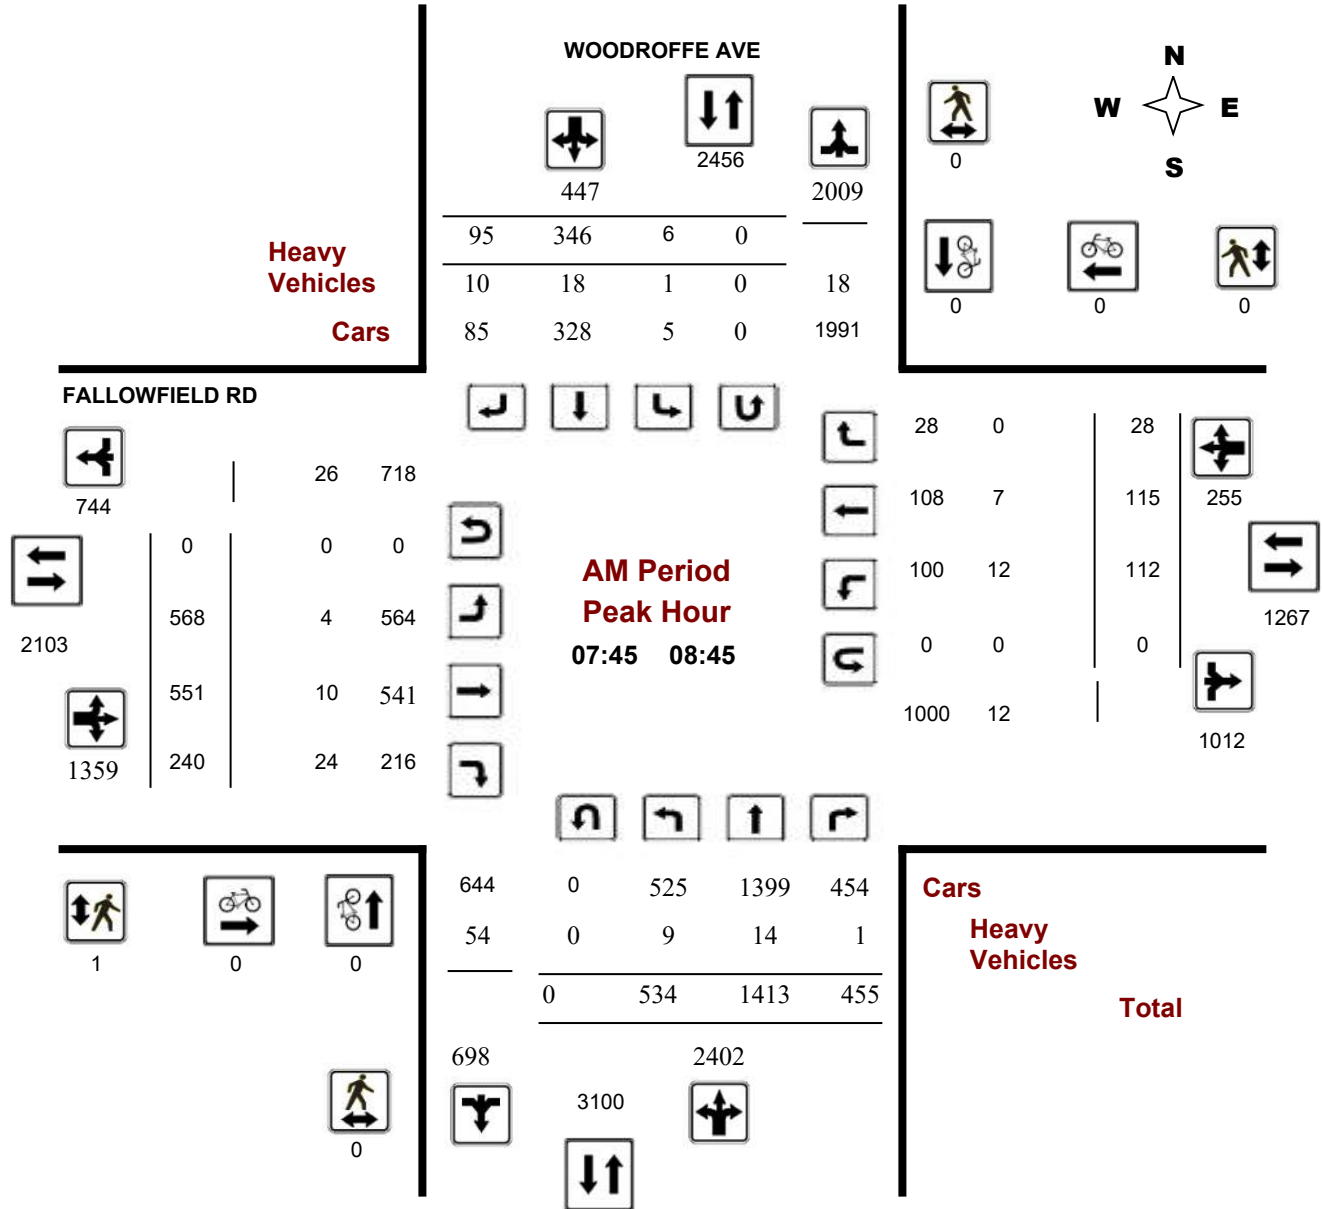 WOODROFFE AVE
N
W E
S
2456
0
447 2009
95 346 6 0
Heavy
Vehicles 10 18 1 0 18
0 0 0
Cars 85 328 5 0 1991
FALLOWFIELD RD
28 0 28
26 718
744
108 7 115 255
0 0 0
AM Period
100 12 112
Peak Hour
568 4 564
1267
2103
07:45 08:45
0 0 0
551 10 541
1000 12
1012
1359 240 24 216
644 0 525 1399 454 Cars
54 0 9 14 1 Heavy
Vehicles
1 0 0
0 534 1413 455
Total
698 2402
3100
0